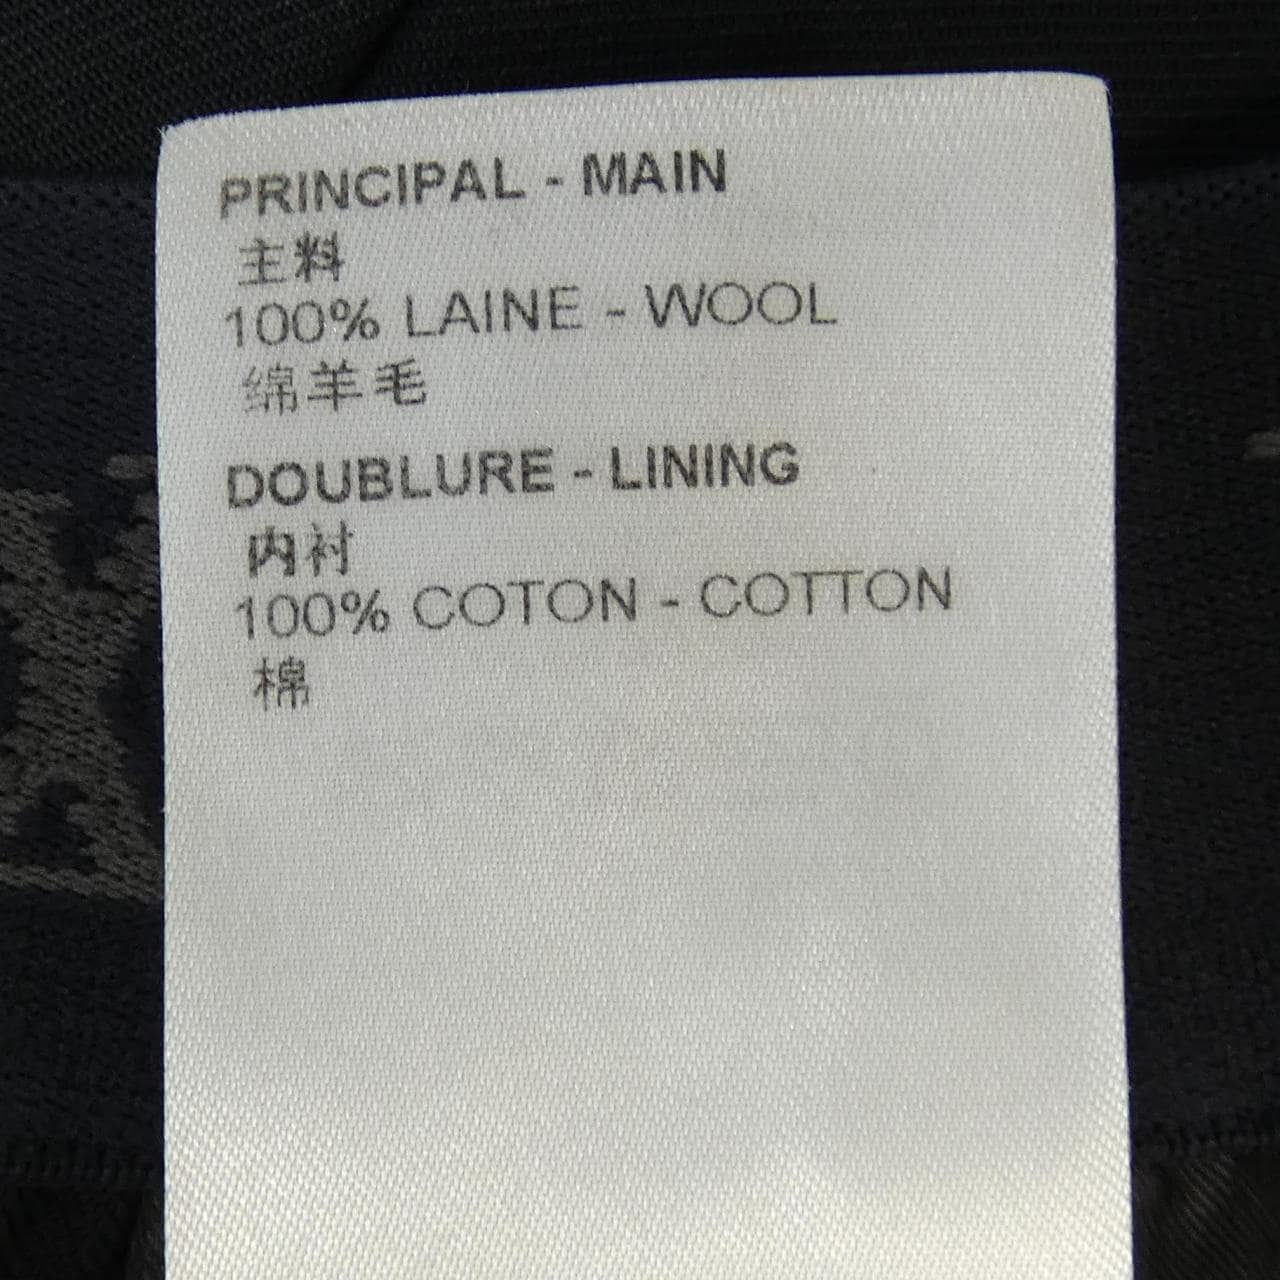 PRINCIPAL - MAIN
主料
100% LAINE - WOOL
绵羊毛
DOUBLURE - LINING
内衬
100% COTON - COTTON
棉